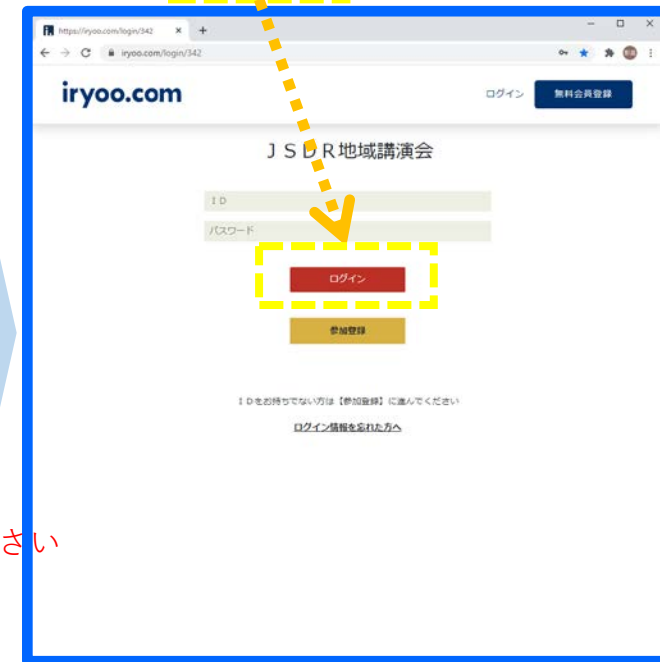 https://iryoo.com/login/342
iryoo.com/login/342
iryoo.com
ログイン
無料会員登録
JSDR地域講演会
ID
パスワード
ログイン
参加登録
IDをお持ちでない方は【参加登録】に進んでください
ログイン情報を忘れた方へ
さい